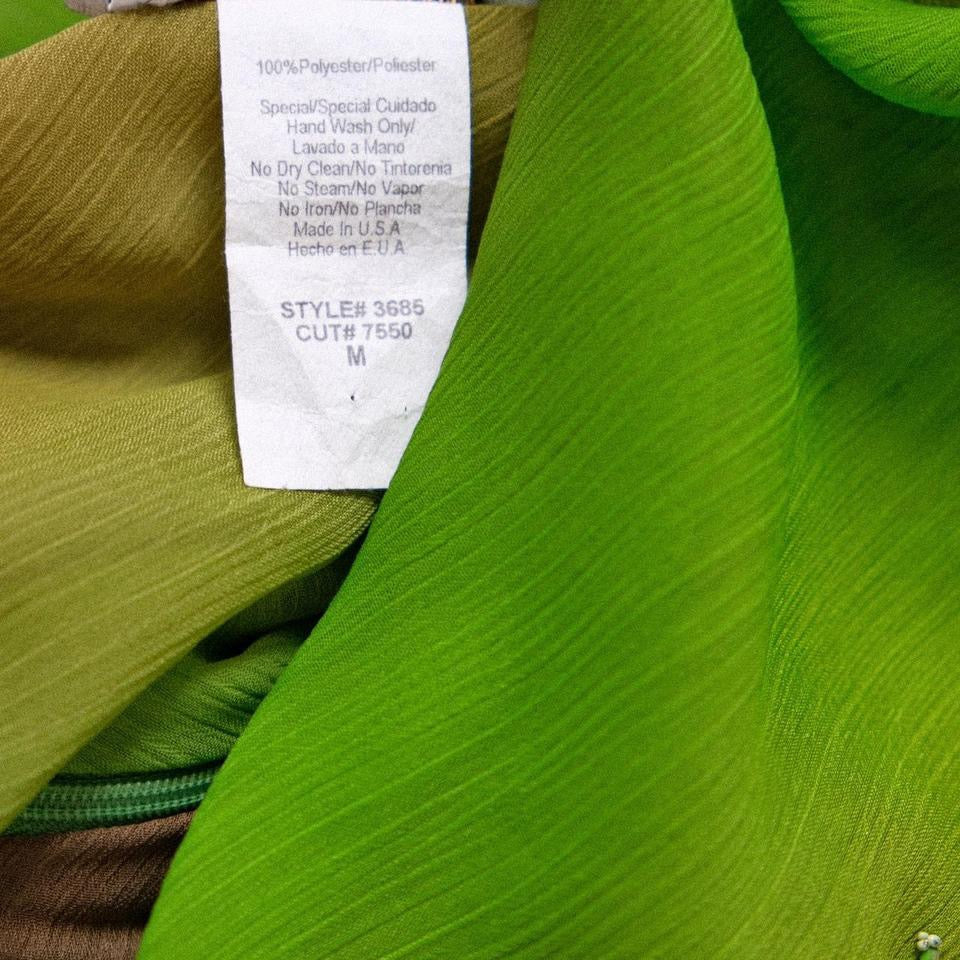 100%Polyester/Poliester
Special/Special Cuidado
Hand Wash Only/
Lavado a Mano
No Dry Clean/No Tintorenia
No Steam/No Vapor
No Iron/No Plancha
Made In U.S.A
Hecho en E.U.A.
STYLE# 3685
CUT# 7550
M